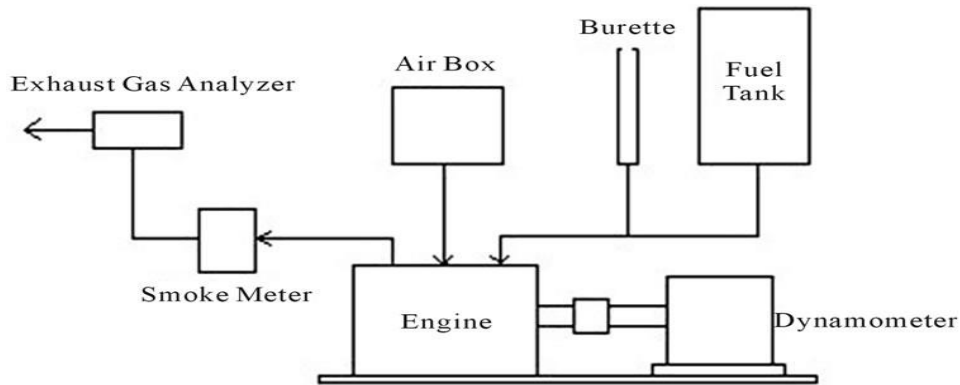 Burette
Fuel
Tank
Air Box
Exhaust Gas Analyzer
Smoke Meter
Engine
Dynamometer